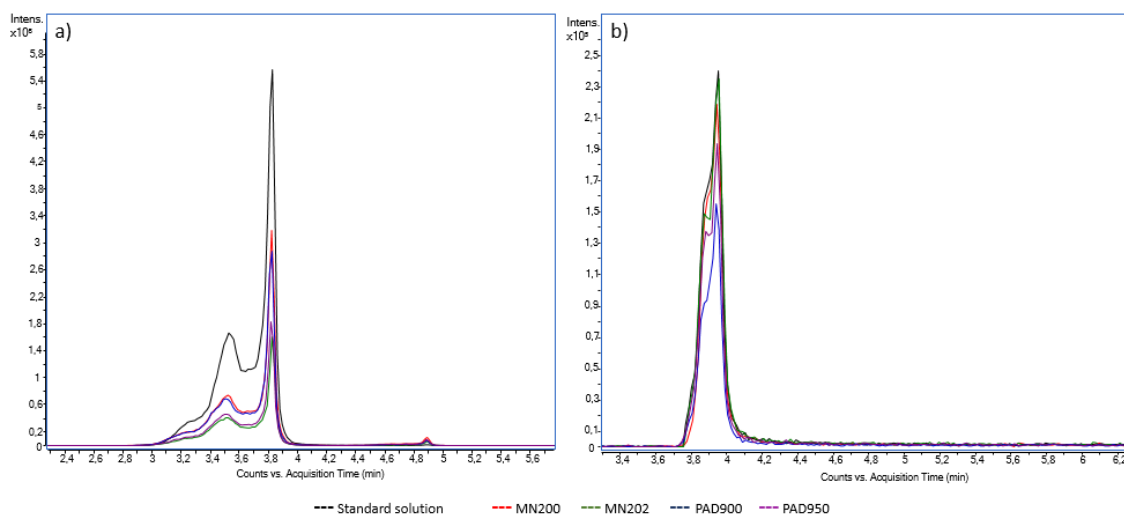 Intens.
x10⁵
a)
5,8
5,4
5
4,6
4,2
3,8
3,4
3
2,6
2,2
1,8
1,4
1
0,6
0,2
0
2,4 2,6 3 3,2 3,4 3,6 3,8 4 4,2 4,4 4,6 4,8 5 5,2 5,4 5,6
Counts vs. Acquisition Time (min)
Intens.
x10⁵
b)
2,5
2,3
2,1
1,9
1,7
1,5
1,3
1,1
0,9
0,7
0,5
0,3
0,1
0
3,4 3,6 3,8 4 4,2 4,4 4,6 4,8 5 5,2 5,4 5,6 5,8 6 6,2
Counts vs. Acquisition Time (min)
Standard solution MN200 MN202 PAD900 PAD950